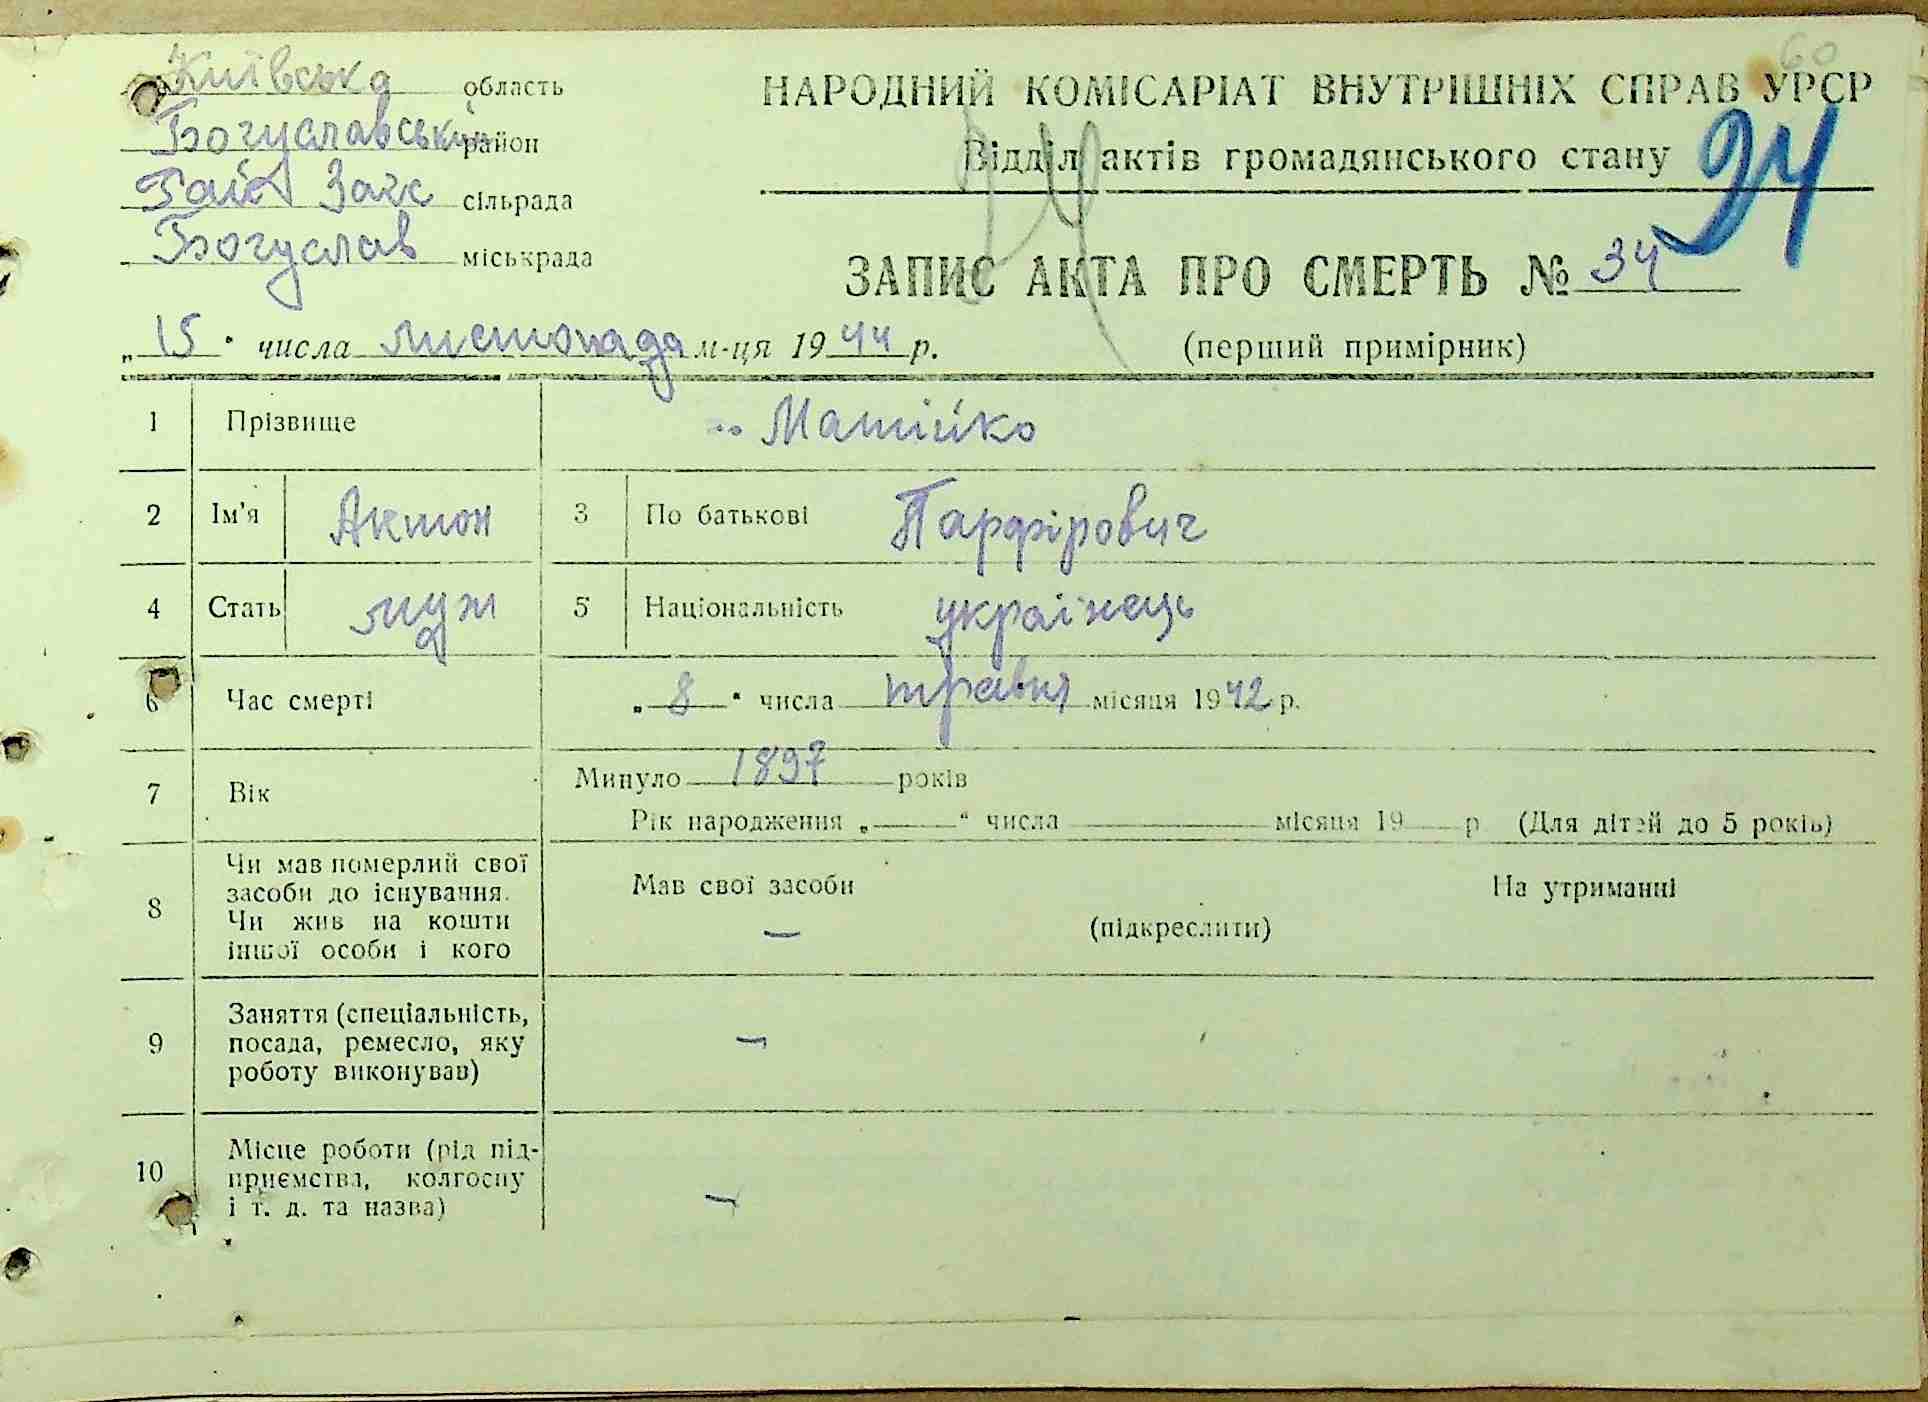 60
Київська область
НАРОДНИЙ КОМІСАРІАТ ВНУТРІШНІХ СПРАВ УРСР
Богуславський район
Відділ актів громадянського стану
24
Рай Загс сільрада
Богуслав міськрада
ЗАПИС АКТА ПРО СМЕРТЬ № 34
„15“ числа листопада м-ця 1944 р.
(перший примірник)
1 Прізвище Матійко
2 Ім'я Актон 3 По батькові Парфірович
4 Стать муж 5 Національність українець
6 Час смерті „8“ числа травня місяця 1942 р.
7 Вік Минуло 1897 років
Рік народження „ “ числа місяця 19 р. (Для дітей до 5 років)
8 Чи мав померлий свої засоби до існування. Чи жив на кошти іншої особи і кого
Мав свої засоби На утриманні
— (підкреслити)
9 Заняття (спеціальність, посада, ремесло, яку роботу виконував) —
10 Місце роботи (рід підприємства, колгоспу і т. д. та назва) —